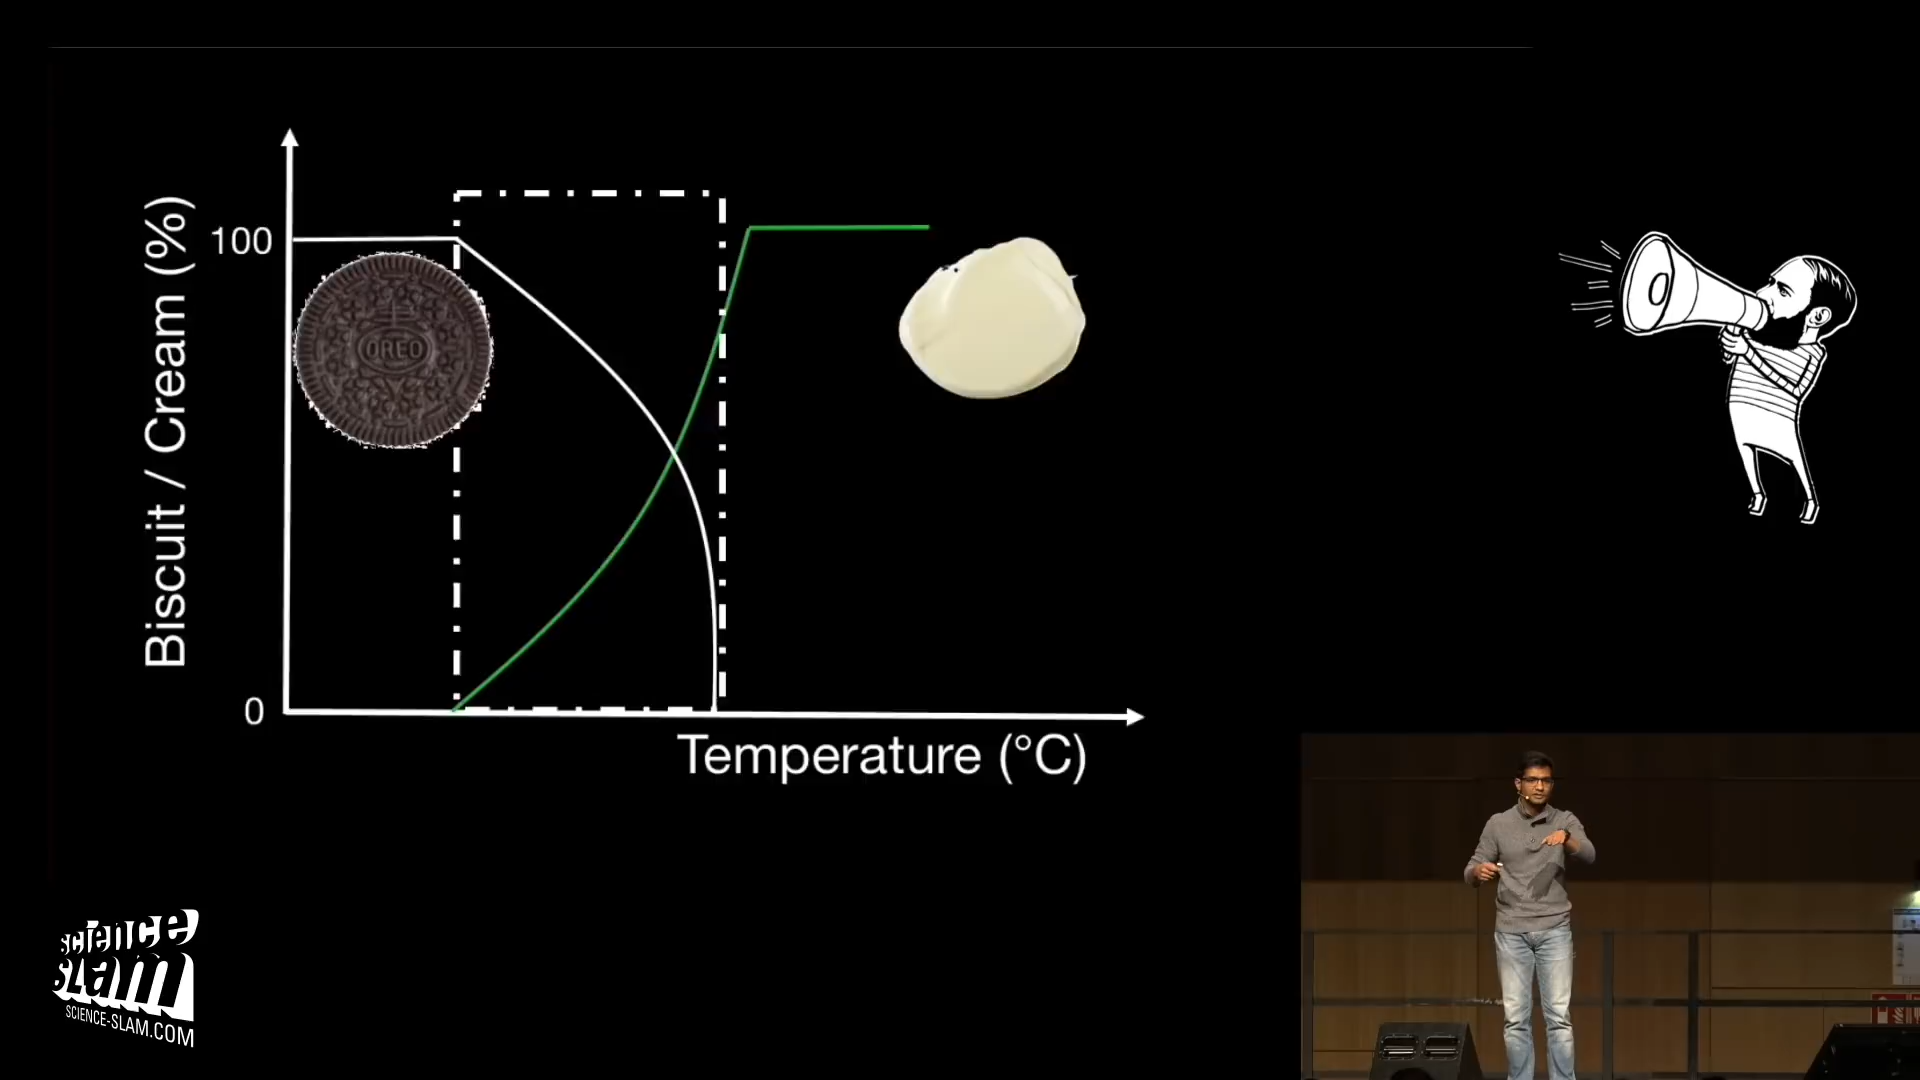 Biscuit / Cream (%)
100
OREO
0
Temperature (°C)
science
slam
SCIENCE-SLAM.COM